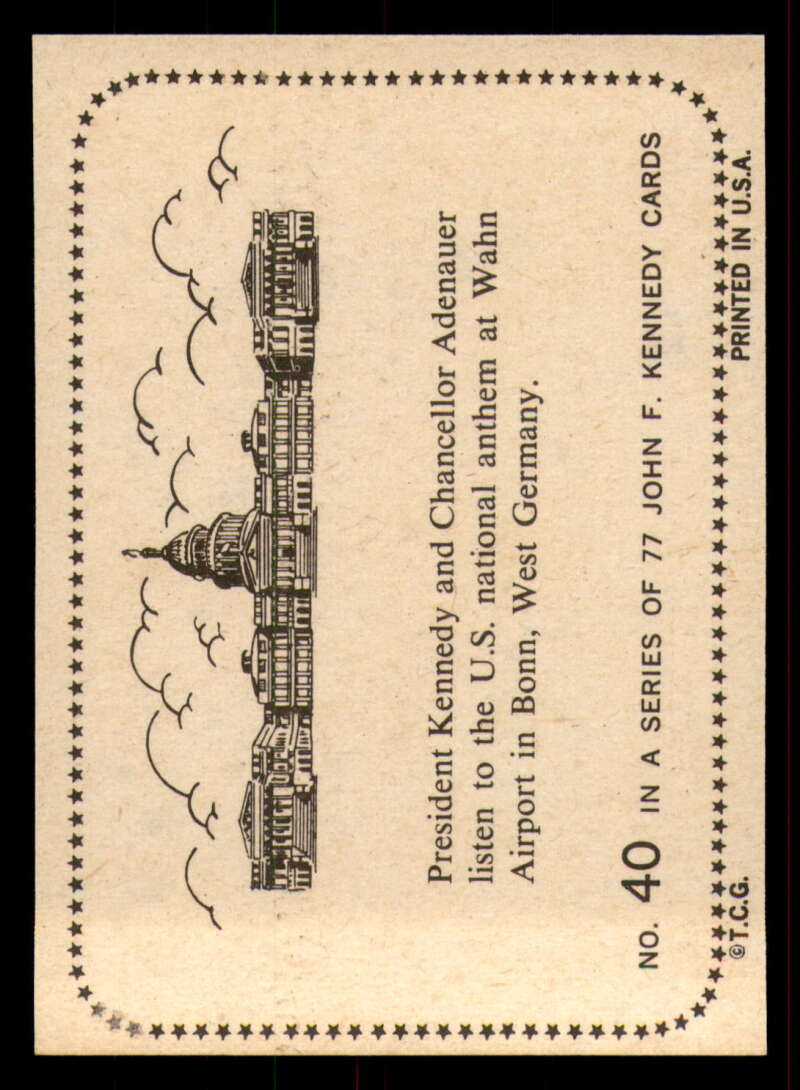 President Kennedy and Chancellor Adenauer
listen to the U.S. national anthem at Wahn
Airport in Bonn, West Germany.
NO. 40 IN A SERIES OF 77 JOHN F. KENNEDY CARDS
©T.C.G.
PRINTED IN U.S.A.